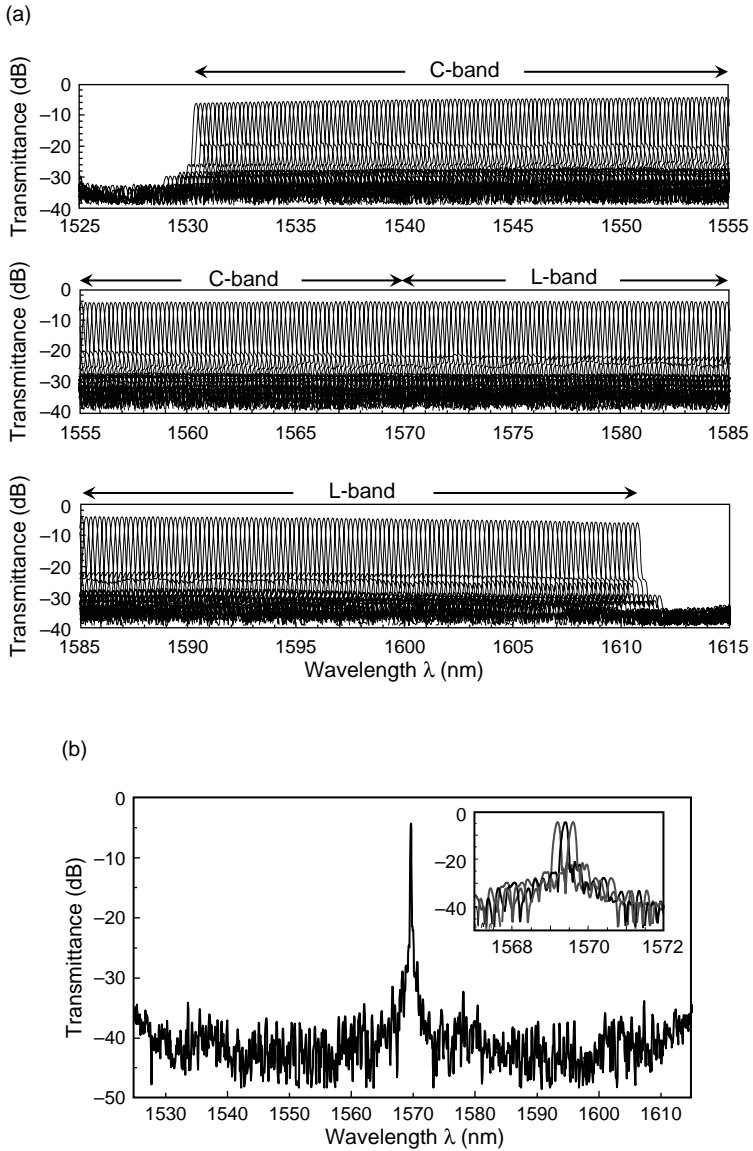 (a)
C-band
Transmittance (dB)
0
–10
–20
–30
–40
1525 1530 1535 1540 1545 1550 1555
C-band L-band
Transmittance (dB)
0
–10
–20
–30
–40
1555 1560 1565 1570 1575 1580 1585
L-band
Transmittance (dB)
0
–10
–20
–30
–40
1585 1590 1595 1600 1605 1610 1615
Wavelength λ (nm)
(b)
Transmittance (dB)
0
–10
–20
–30
–40
–50
0
–20
–40
1568 1570 1572
1530 1540 1550 1560 1570 1580 1590 1600 1610
Wavelength λ (nm)